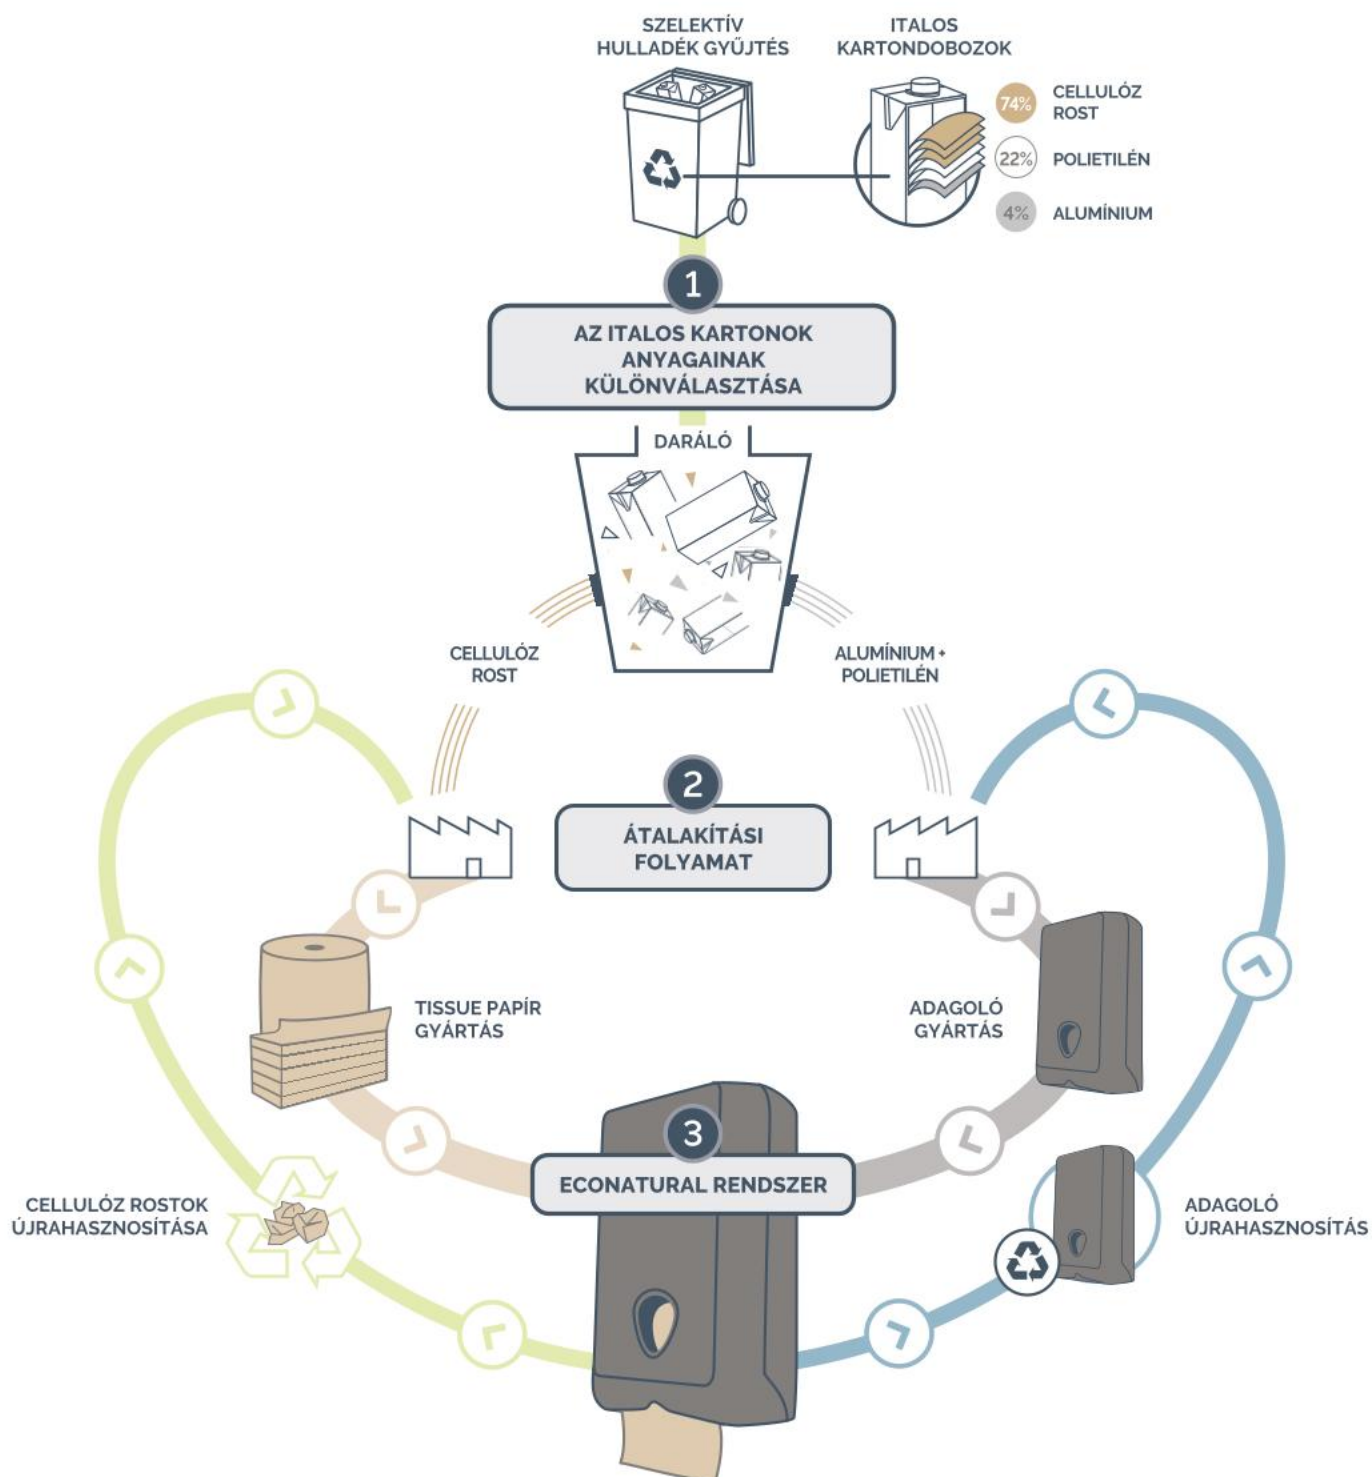 SZELEKTÍV
HULLADÉK GYŰJTÉS
ITALOS
KARTONDOBOZOK
74%
CELLULÓZ
ROST
22%
POLIETILÉN
4%
ALUMÍNIUM
1
AZ ITALOS KARTONOK
ANYAGAINAK
KÜLÖNVÁLASZTÁSA
DARÁLÓ
CELLULÓZ
ROST
ALUMÍNIUM +
POLIETILÉN
2
ÁTALAKÍTÁSI
FOLYAMAT
TISSUE PAPÍR
GYÁRTÁS
ADAGOLÓ
GYÁRTÁS
3
ECONATURAL RENDSZER
CELLULÓZ ROSTOK
ÚJRAHASZNOSÍTÁSA
ADAGOLÓ
ÚJRAHASZNOSÍTÁS